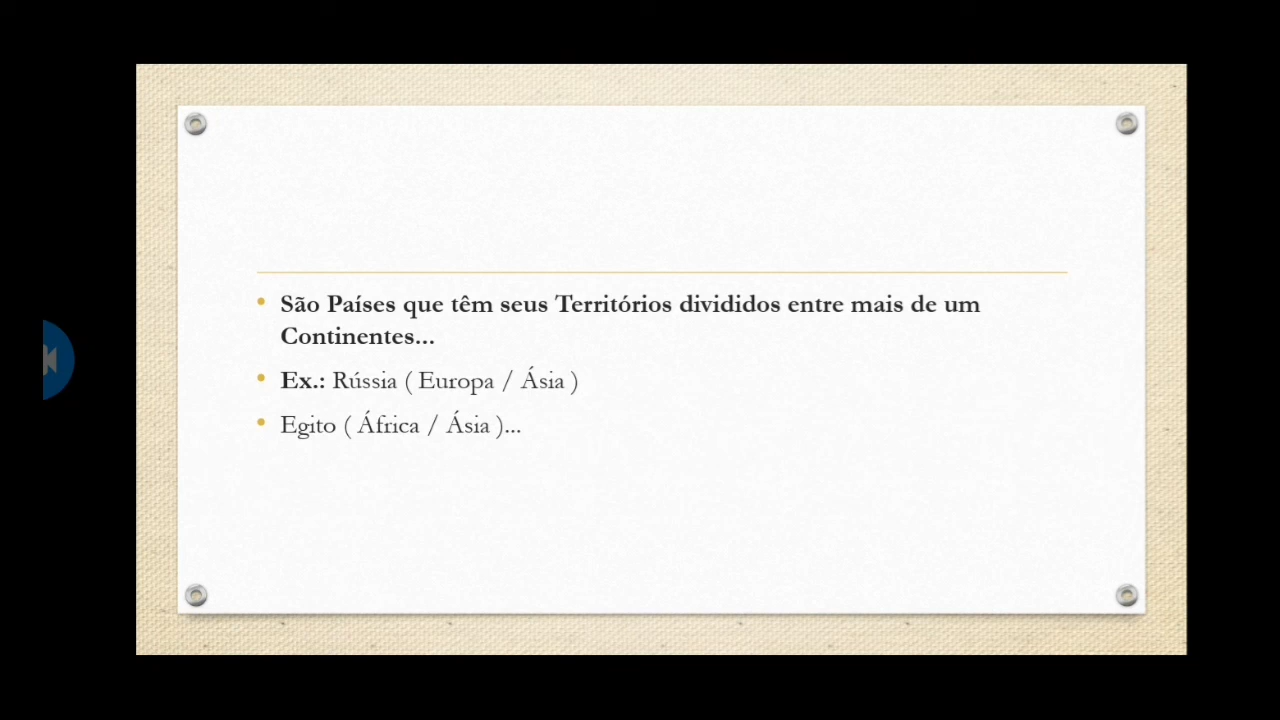 • São Países que têm seus Territórios divididos entre mais de um
Continentes...
• Ex.: Rússia ( Europa / Ásia )
• Egito ( África / Ásia )...